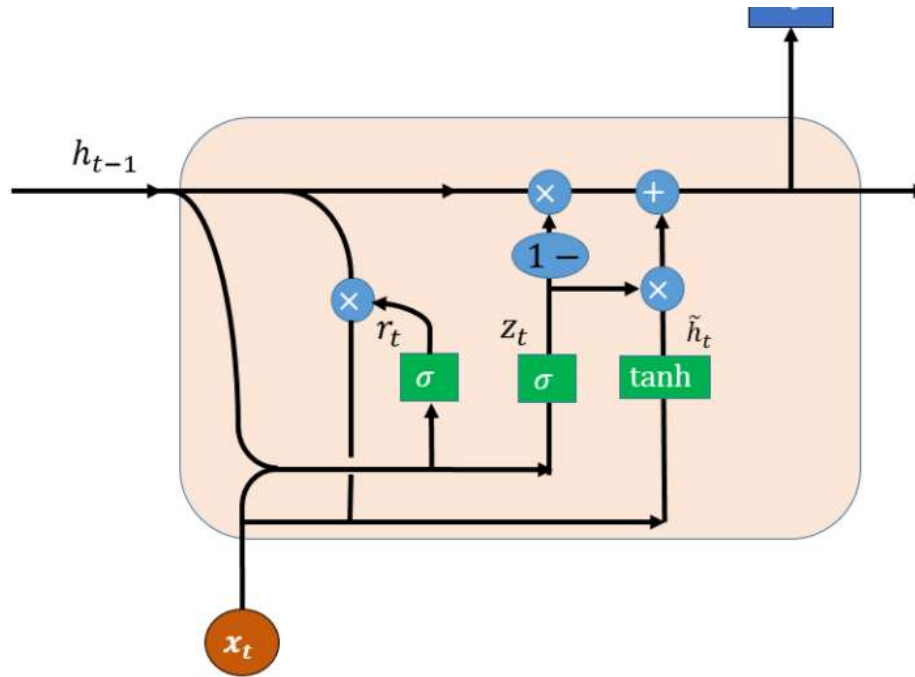 h_{t-1}
×
+
1 −
×
×
r_t
z_t
h̃_t
σ
σ
tanh
x_t